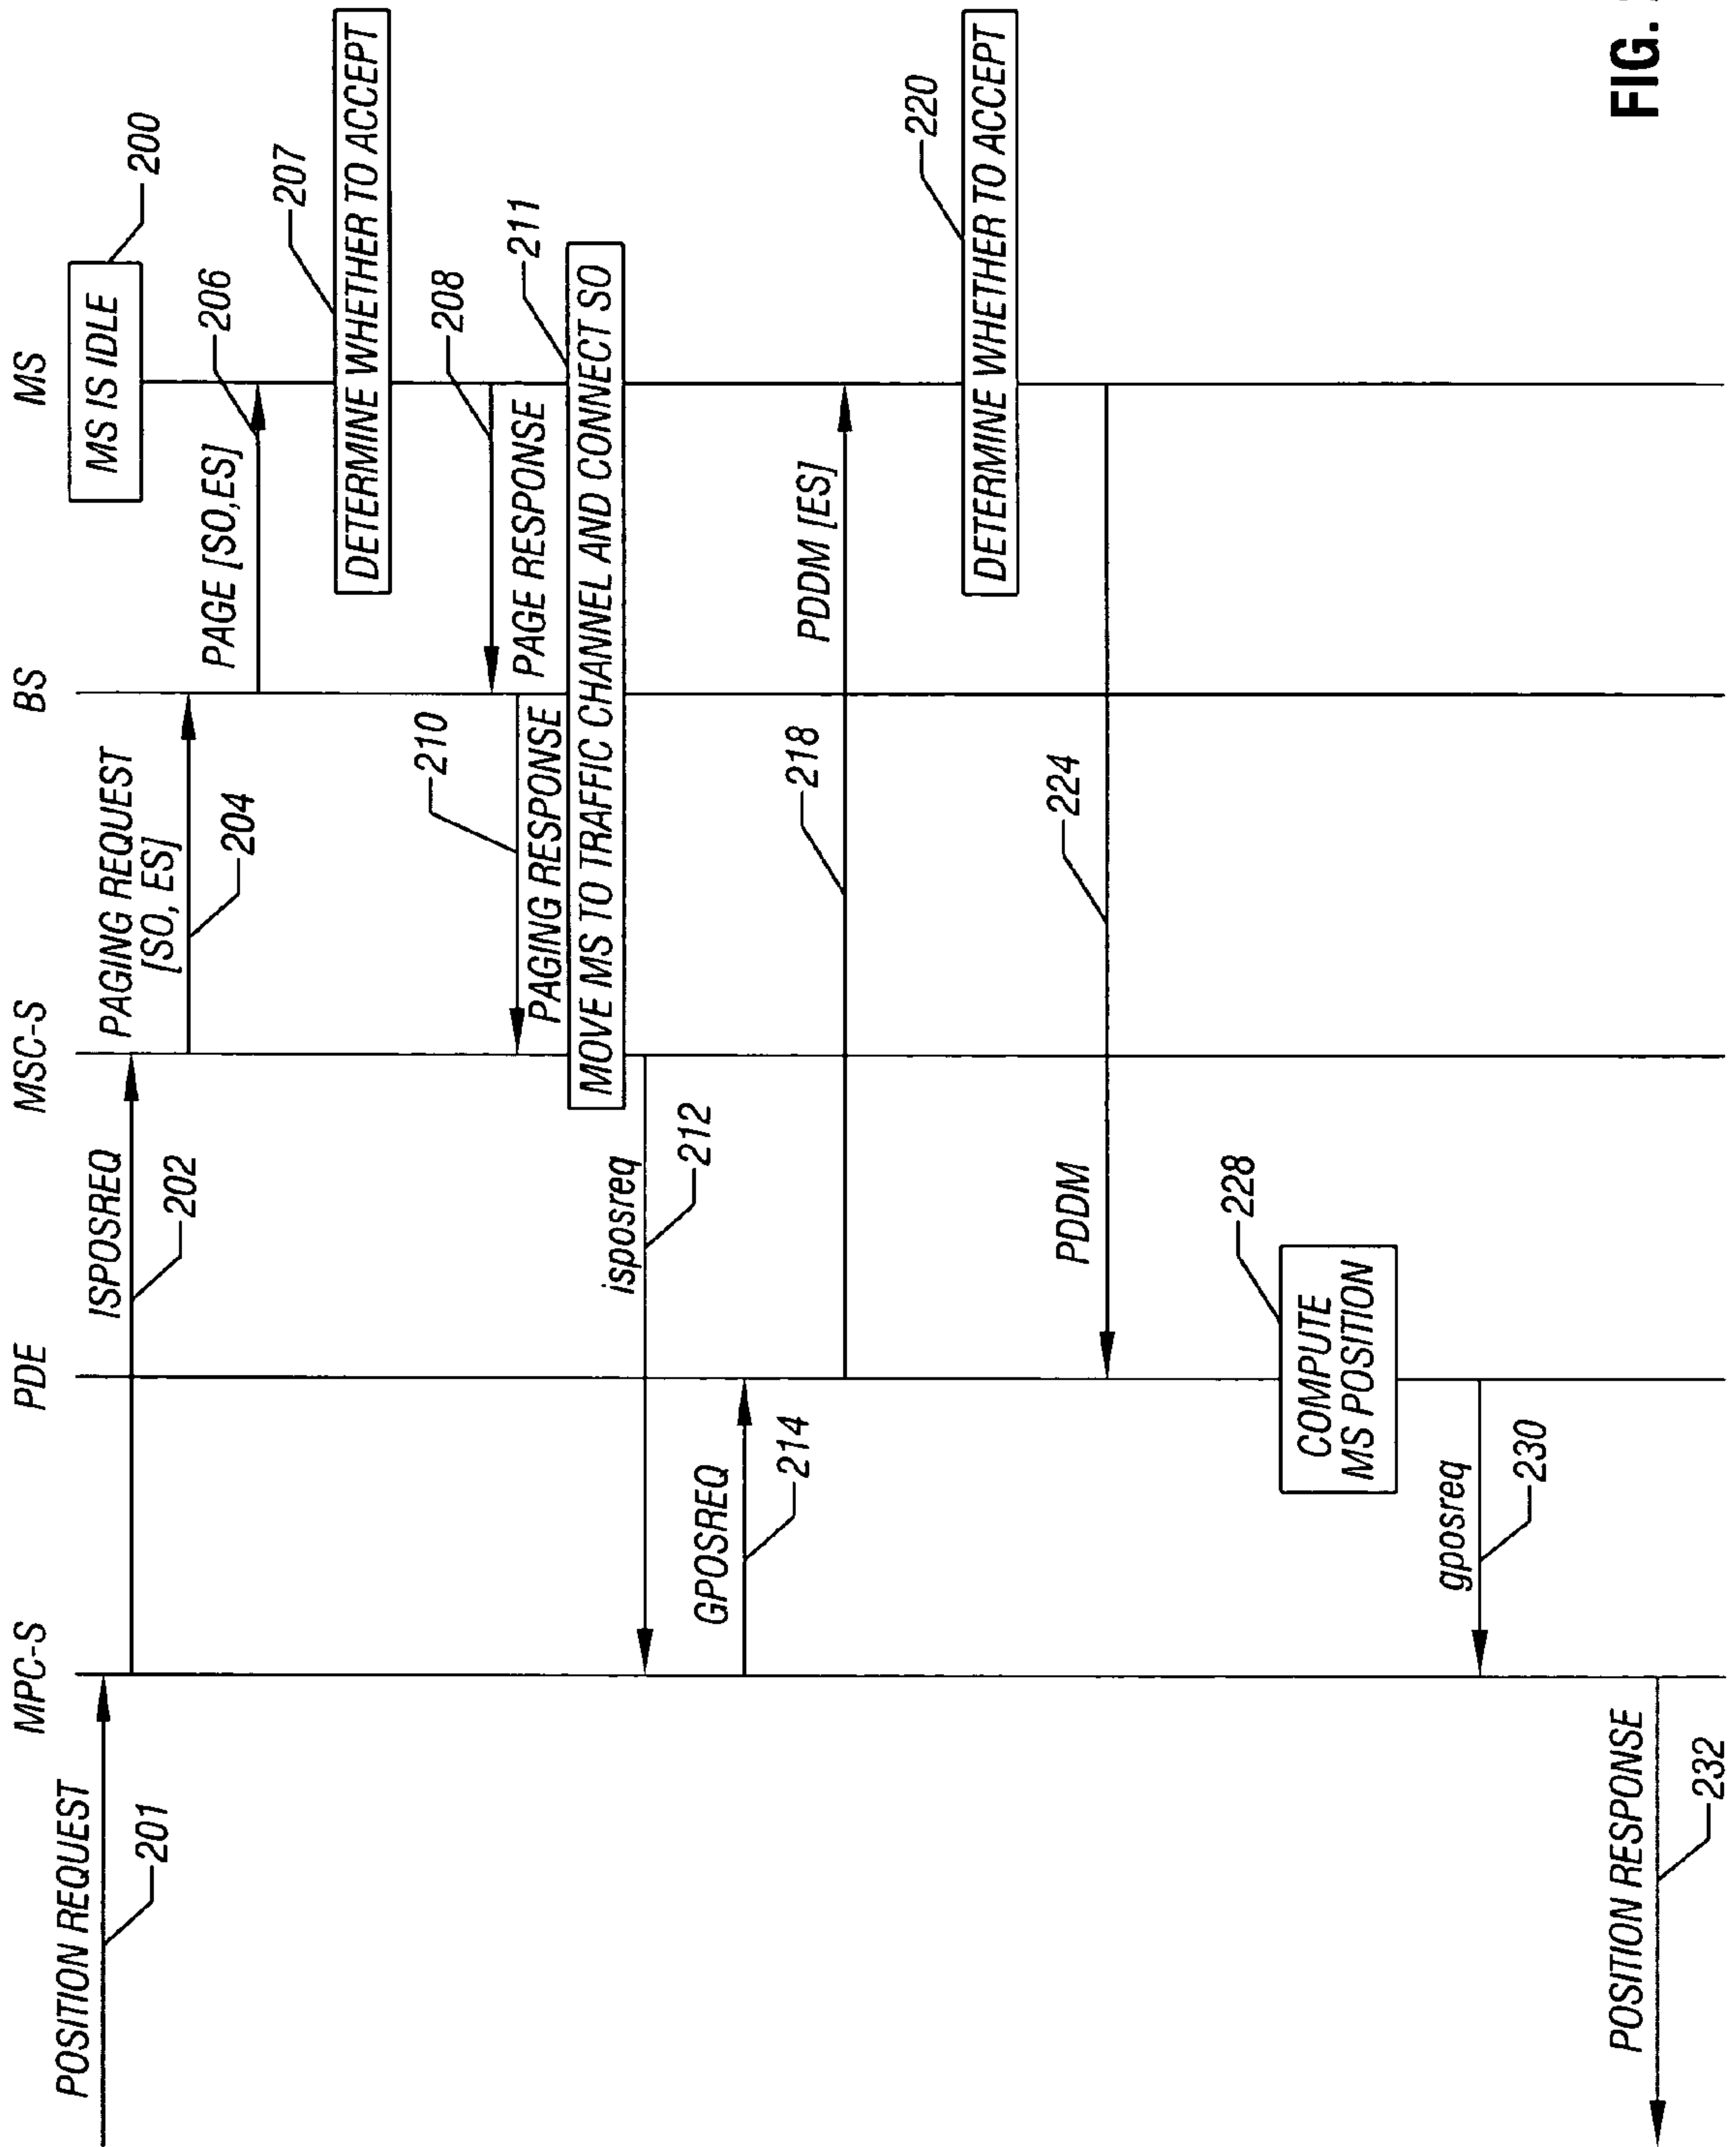 MPC-S
PDE
MSC-S
BS
MS
MS IS IDLE
200
POSITION REQUEST
201
ISPOSREQ
202
PAGING REQUEST
[SO, ES]
204
PAGE [SO,ES]
206
207
DETERMINE WHETHER TO ACCEPT
208
PAGE RESPONSE
210
PAGING RESPONSE
211
MOVE MS TO TRAFFIC CHANNEL AND CONNECT SO
isposreq
212
GPOSREQ
214
PDDM [ES]
218
220
DETERMINE WHETHER TO ACCEPT
PDDM
224
228
COMPUTE
MS POSITION
gposreq
230
POSITION RESPONSE
232
FIG.